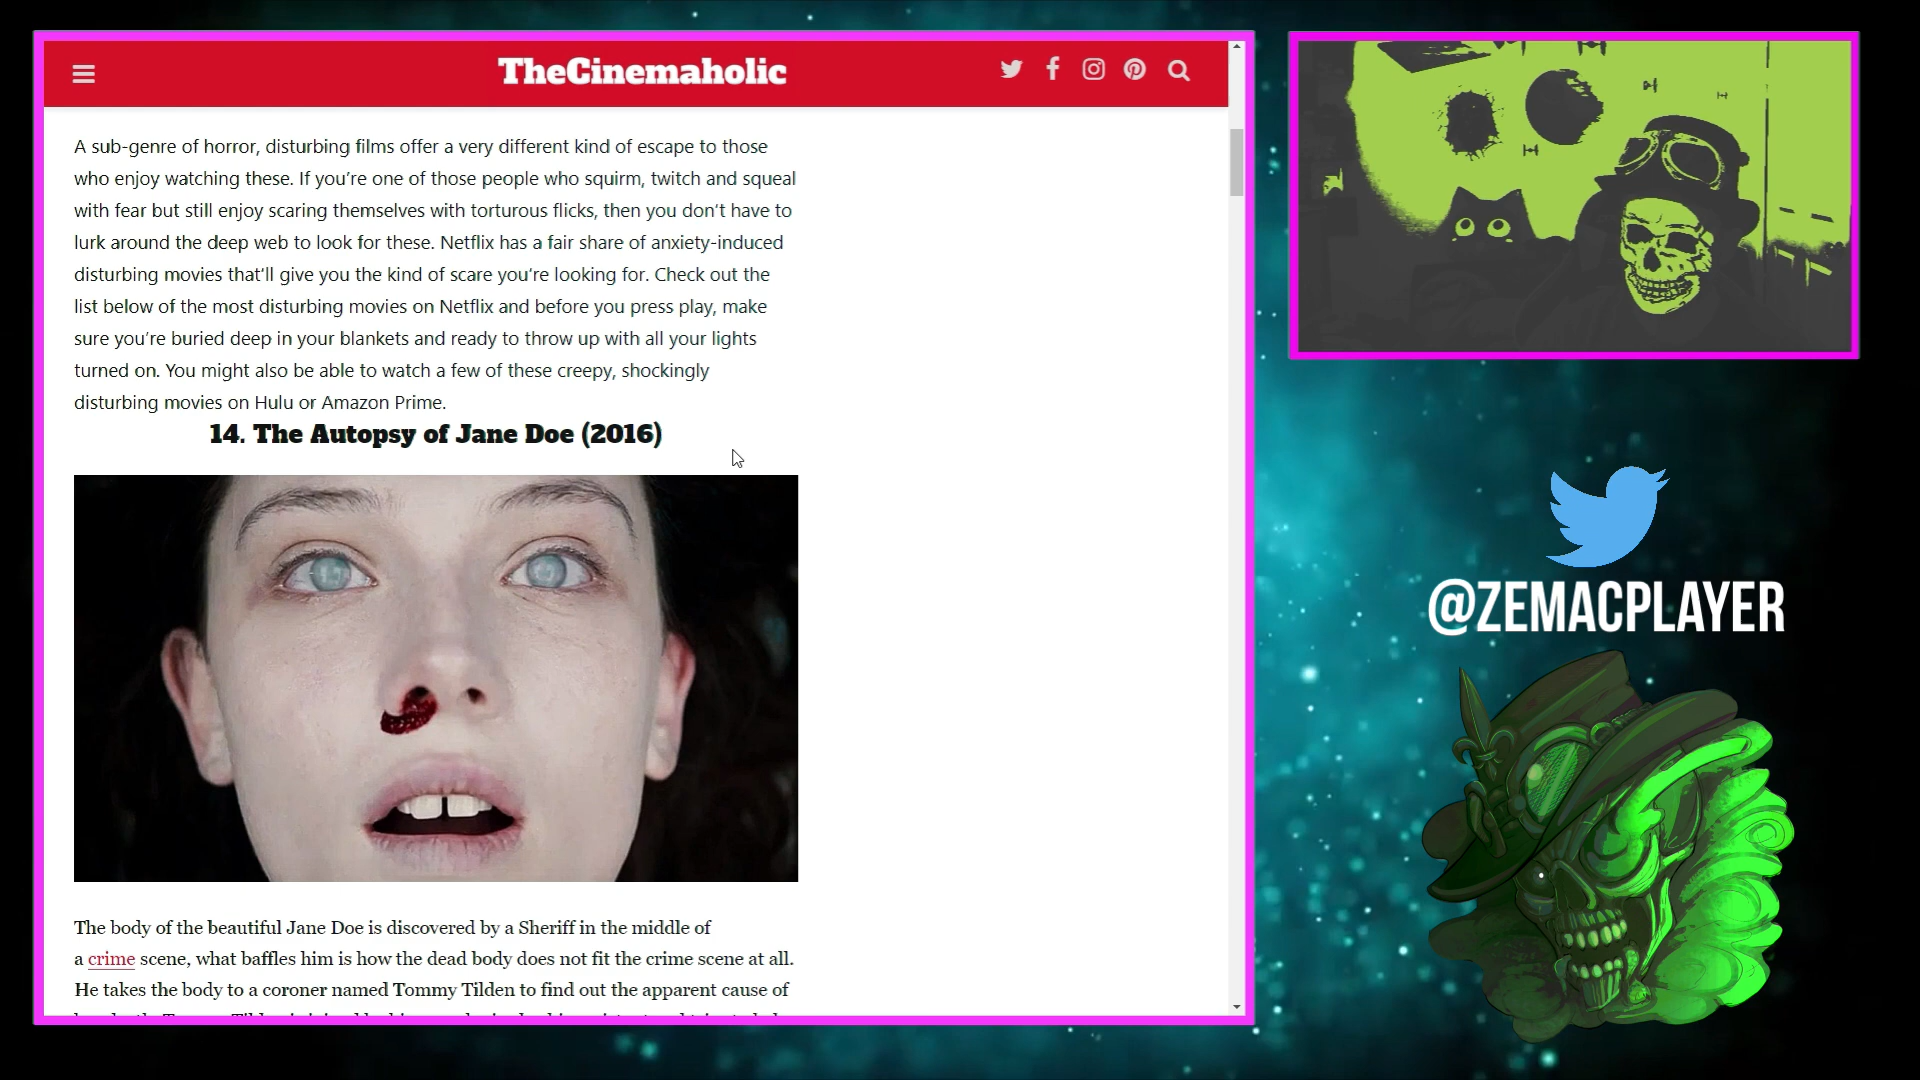 TheCinemaholic
A sub-genre of horror, disturbing films offer a very different kind of escape to those
who enjoy watching these. If you’re one of those people who squirm, twitch and squeal
with fear but still enjoy scaring themselves with torturous flicks, then you don’t have to
lurk around the deep web to look for these. Netflix has a fair share of anxiety-induced
disturbing movies that’ll give you the kind of scare you’re looking for. Check out the
list below of the most disturbing movies on Netflix and before you press play, make
sure you’re buried deep in your blankets and ready to throw up with all your lights
turned on. You might also be able to watch a few of these creepy, shockingly
disturbing movies on Hulu or Amazon Prime.
14. The Autopsy of Jane Doe (2016)
The body of the beautiful Jane Doe is discovered by a Sheriff in the middle of
a crime scene, what baffles him is how the dead body does not fit the crime scene at all.
He takes the body to a coroner named Tommy Tilden to find out the apparent cause of
@ZEMACPLAYER